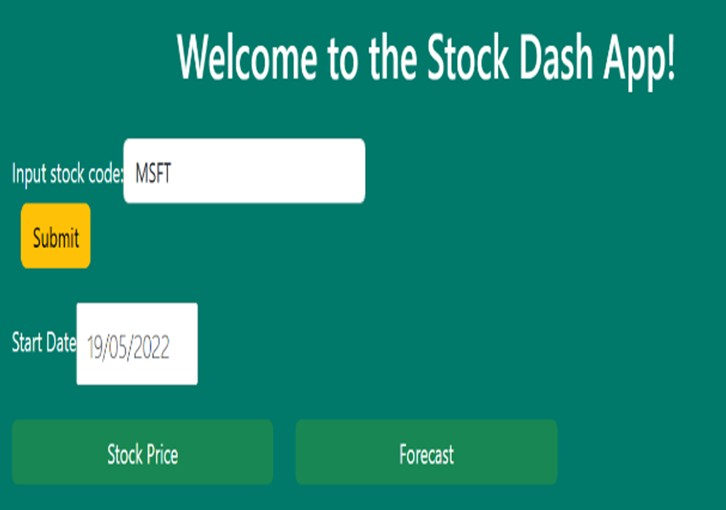 Welcome to the Stock Dash App!
Input stock code: MSFT
Submit
Start Date 19/05/2022
Stock Price Forecast